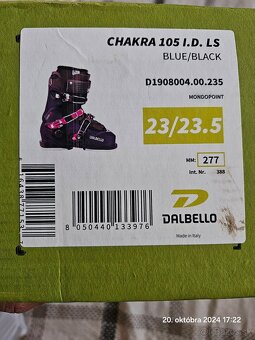 CHAKRA 105 I.D. LS
BLUE/BLACK
D1908004.00.235
MONDOPOINT
23/23.5
MM: 277
Int. Nr. 388
DALBELLO
Made in Italy
8 050440 133976
20. októbra 2024 17:22